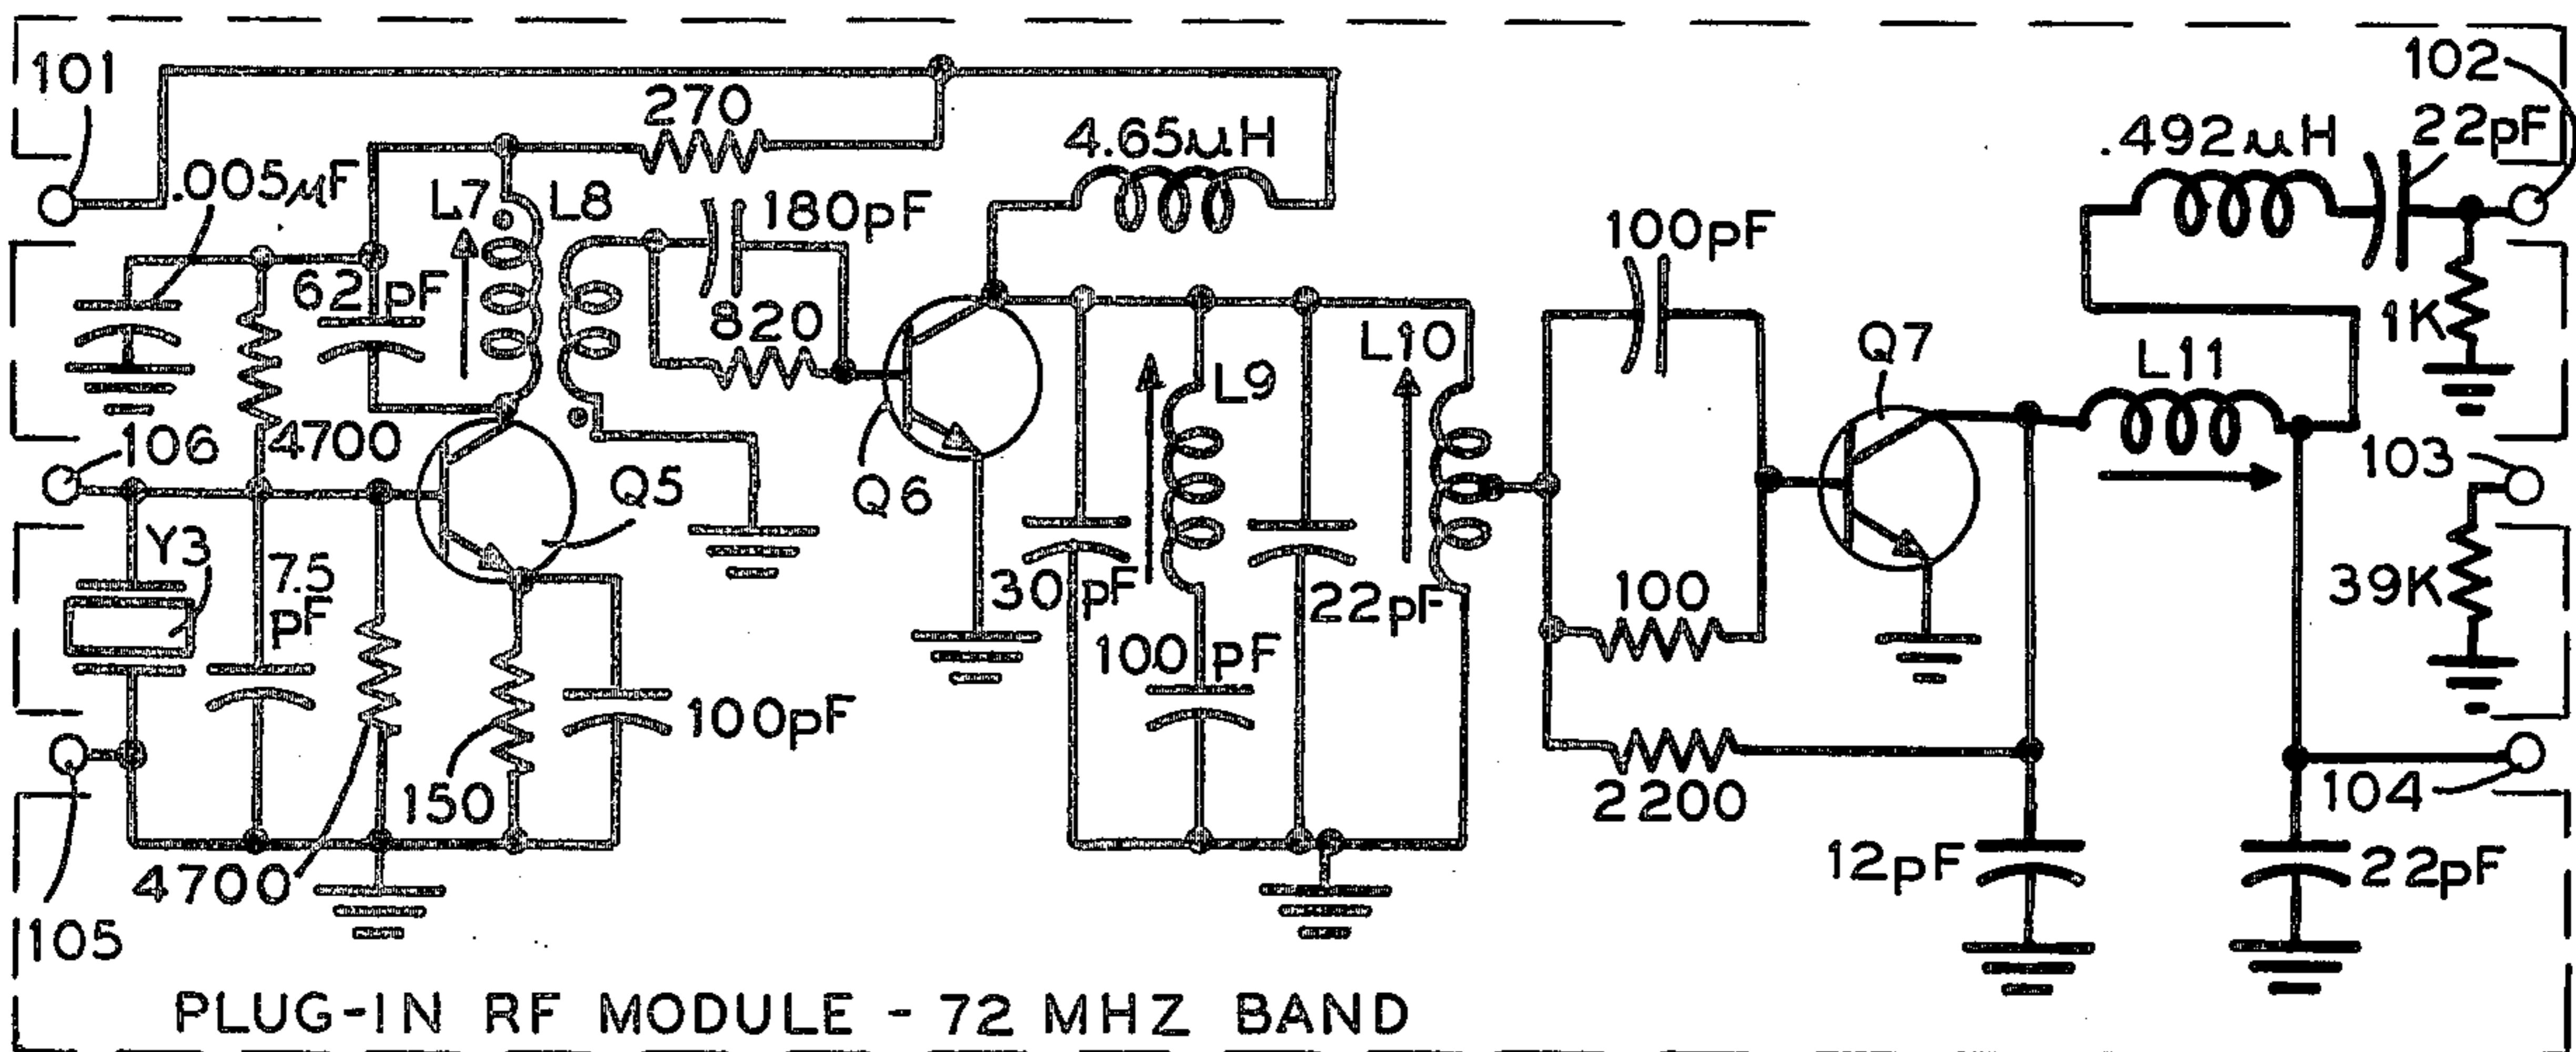 101
102
270
4.65μH
.492μH
22pF
.005μF
L7
L8
180pF
100pF
62pF
820
1K
L10
Q7
L9
L11
106
4700
Q5
Q6
103
Y3
7.5
pF
30pF
22pF
100
39K
100pF
100pF
150
2200
104
4700
12pF
22pF
105
PLUG-IN RF MODULE - 72 MHZ BAND